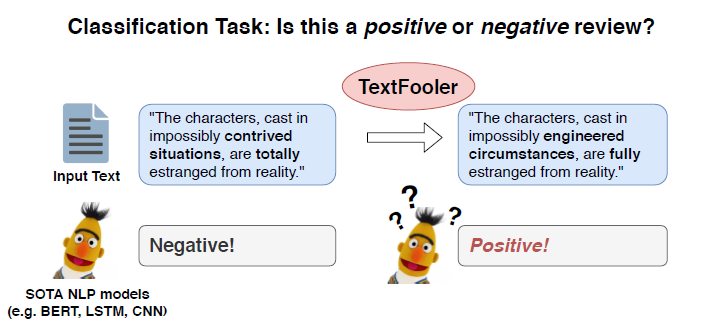 Classification Task: Is this a positive or negative review?
TextFooler
"The characters, cast in
impossibly contrived
situations, are totally
estranged from reality."
"The characters, cast in
impossibly engineered
circumstances, are fully
estranged from reality."
Input Text
? ? ?
Negative!
Positive!
SOTA NLP models
(e.g. BERT, LSTM, CNN)